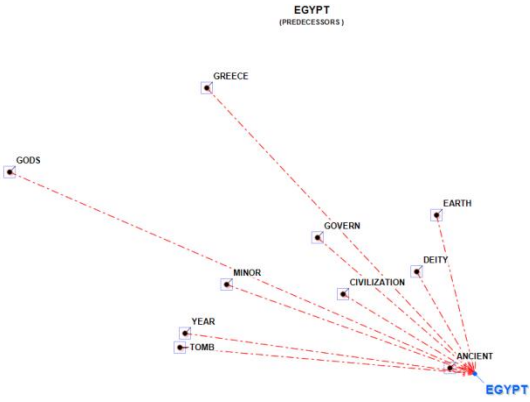 EGYPT
(PREDECESSORS )
GREECE
GODS
EARTH
GOVERN
DEITY
MINOR
CIVILIZATION
YEAR
TOMB
ANCIENT
EGYPT